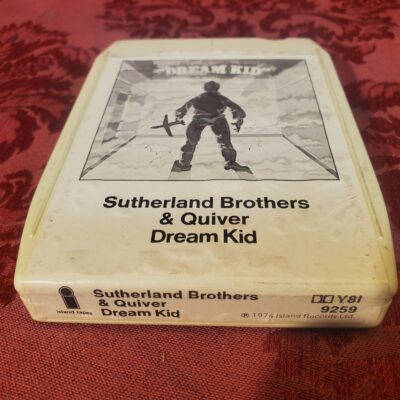 DREAM KID
Sutherland Brothers
& Quiver
Dream Kid
island tapes
Sutherland Brothers
& Quiver
Dream Kid
Y8I
9259
℗ 1974 Island Records Ltd.